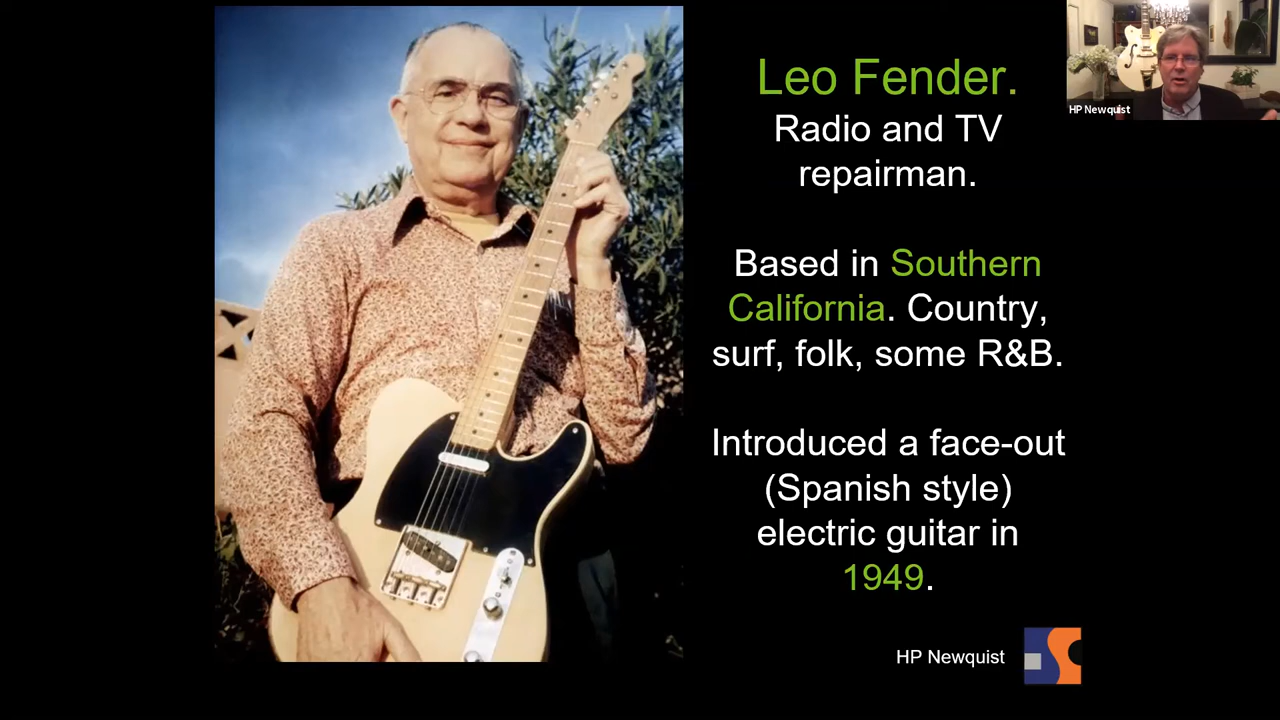 Leo Fender.
Radio and TV
repairman.
Based in Southern
California. Country,
surf, folk, some R&B.
Introduced a face-out
(Spanish style)
electric guitar in
1949.
HP Newquist
HP Newquist